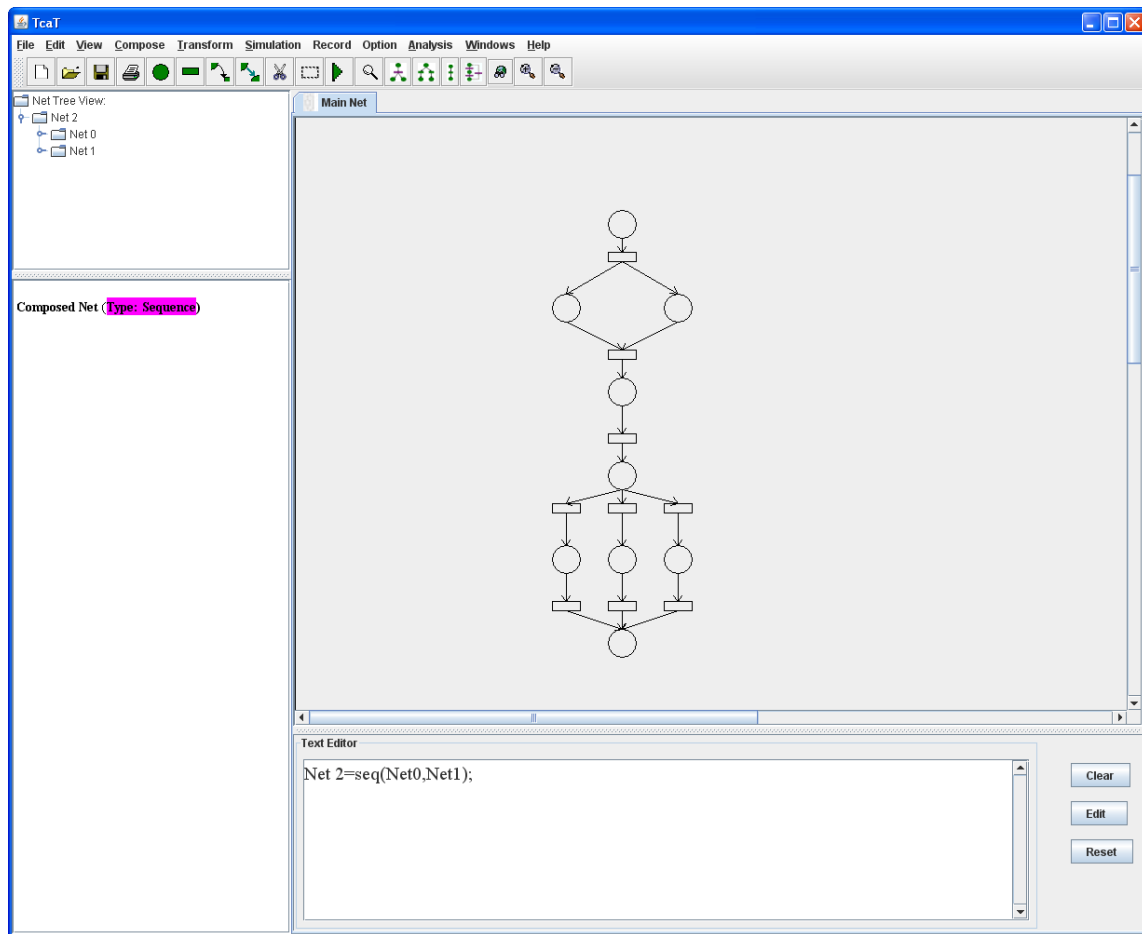 TcaT
File Edit View Compose Transform Simulation Record Option Analysis Windows Help
Net Tree View:
Net 2
Net 0
Net 1
Main Net
Composed Net (Type: Sequence)
Text Editor
Net 2=seq(Net0,Net1);
Clear
Edit
Reset